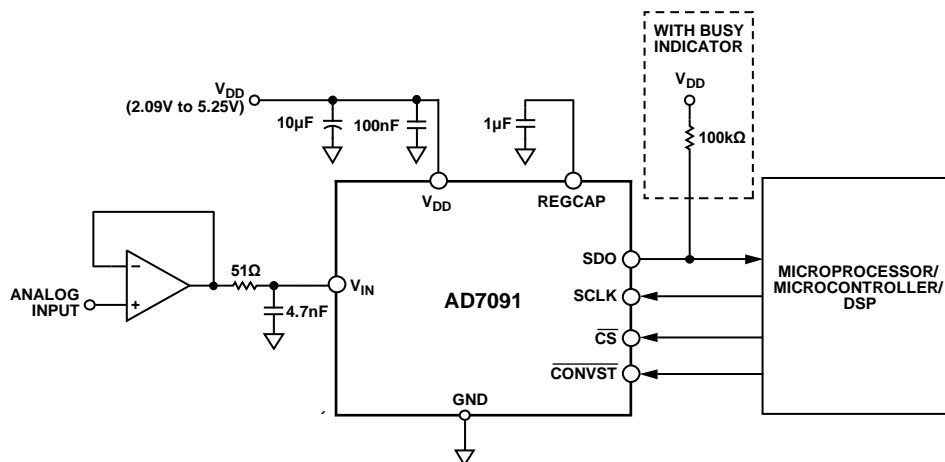 WITH BUSY
INDICATOR
V_DD
100kΩ
V_DD
(2.09V to 5.25V)
10µF
100nF
1µF
V_DD
REGCAP
51Ω
ANALOG
INPUT
−
+
4.7nF
V_IN
AD7091
SDO
SCLK
CS
CONVST
GND
MICROPROCESSOR/
MICROCONTROLLER/
DSP